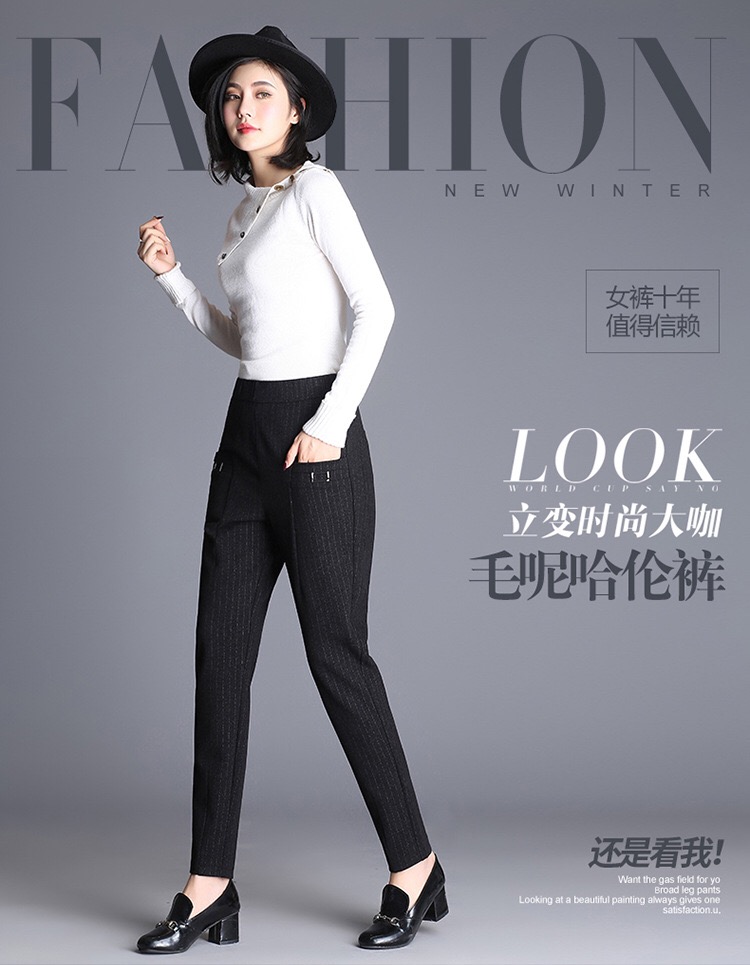 FASHION
NEW WINTER
女裤十年
值得信赖
LOOK
WORLD CUP SAY NG
立变时尚大咖
毛呢哈伦裤
还是看我!
Want the gas field for yo
Broad leg pants
Looking at a beautiful painting always gives one
satisfaction.u,